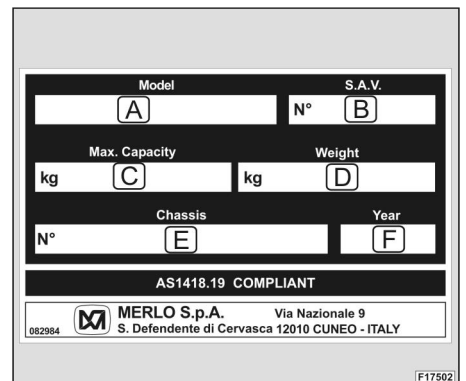 Model S.A.V.
A N° B
Max. Capacity Weight
kg C kg D
Chassis Year
N° E F
AS1418.19 COMPLIANT
MERLO S.p.A. Via Nazionale 9
082984 S. Defendente di Cervasca 12010 CUNEO - ITALY
F17502